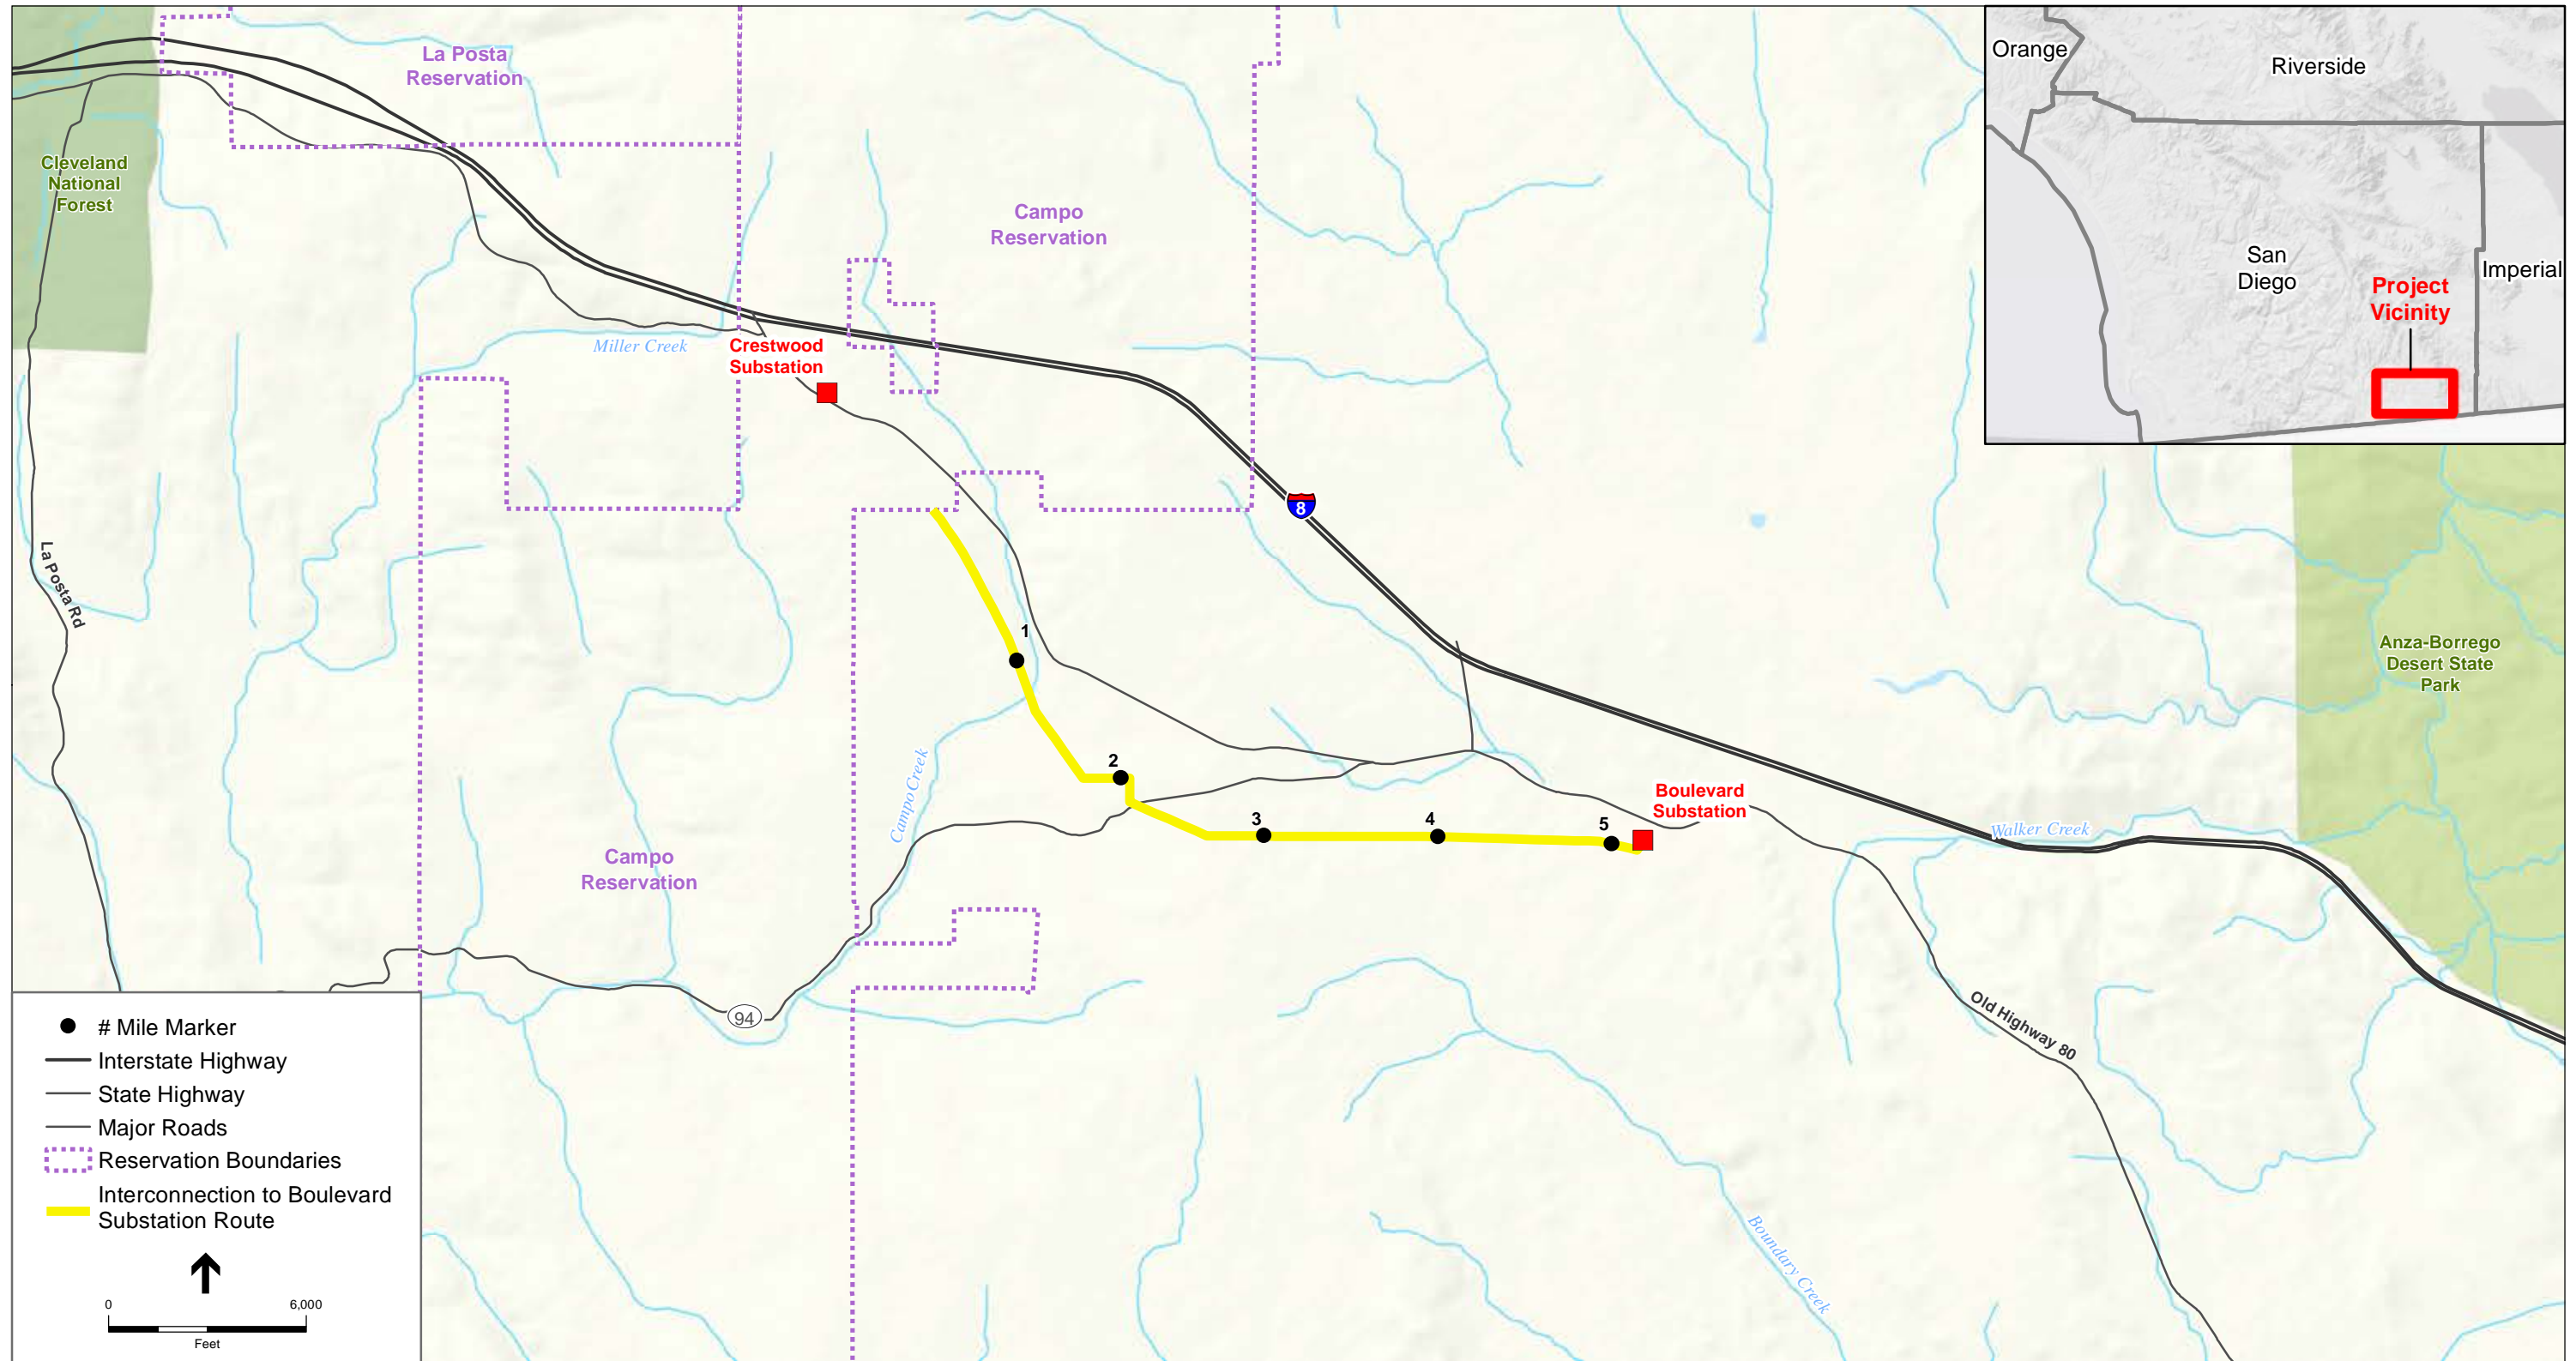 La Posta
Reservation
Orange
Riverside
Cleveland
National
Forest
Campo
Reservation
San
Diego
Imperial
Project
Vicinity
Miller Creek
Crestwood
Substation
8
La Posta Rd
1
Anza-Borrego
Desert State
Park
2
Campo Creek
3
4
5
Boulevard
Substation
Walker Creek
Campo
Reservation
94
Old Highway 80
Boundary Creek
# Mile Marker
Interstate Highway
State Highway
Major Roads
Reservation Boundaries
Interconnection to Boulevard
Substation Route
0 6,000
Feet